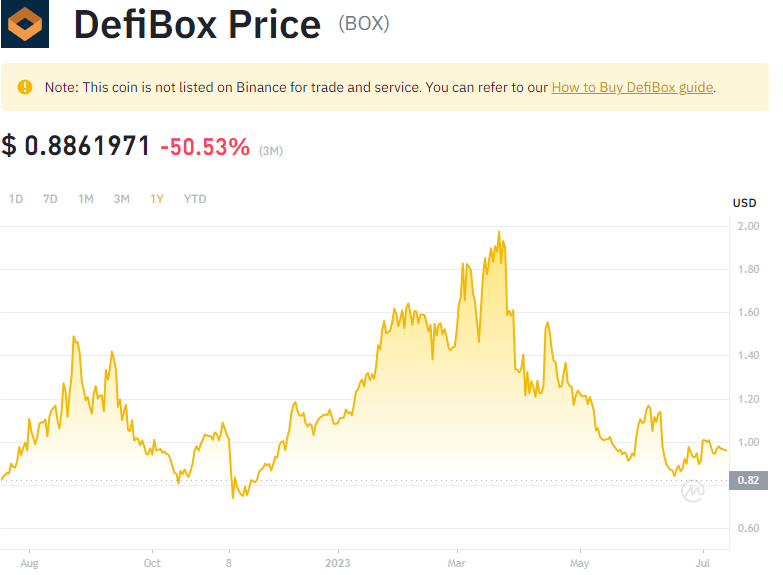 DefiBox Price (BOX)
Note: This coin is not listed on Binance for trade and service. You can refer to our How to Buy DefiBox guide.
$ 0.8861971 -50.53% (3M)
1D 7D 1M 3M 1Y YTD
USD
2.00
1.80
1.60
1.40
1.20
1.00
0.82
0.60
Aug Oct 8 2023 Mar May Jul